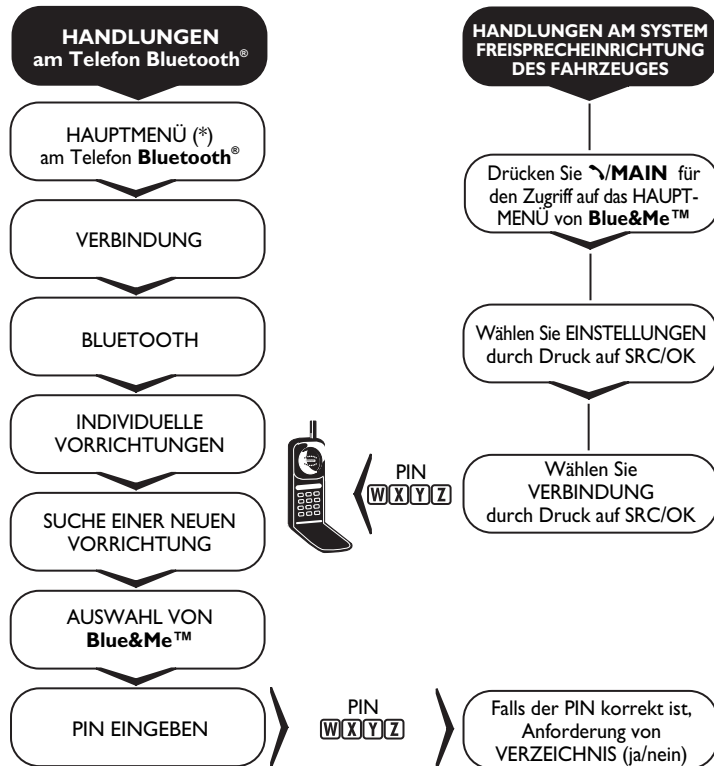 HANDLUNGEN
am Telefon Bluetooth®
HAUPTMENÜ (*)
am Telefon Bluetooth®
VERBINDUNG
BLUETOOTH
INDIVIDUELLE
VORRICHTUNGEN
SUCHE EINER NEUEN
VORRICHTUNG
AUSWAHL VON
Blue&Me™
PIN EINGEBEN
PIN
WXYZ
HANDLUNGEN AM SYSTEM
FREISPRECHEINRICHTUNG
DES FAHRZEUGES
Drücken Sie /MAIN für
den Zugriff auf das HAUPT-
MENÜ von Blue&Me™
Wählen Sie EINSTELLUNGEN
durch Druck auf SRC/OK
Wählen Sie
VERBINDUNG
durch Druck auf SRC/OK
PIN
WXYZ
Falls der PIN korrekt ist,
Anforderung von
VERZEICHNIS (ja/nein)